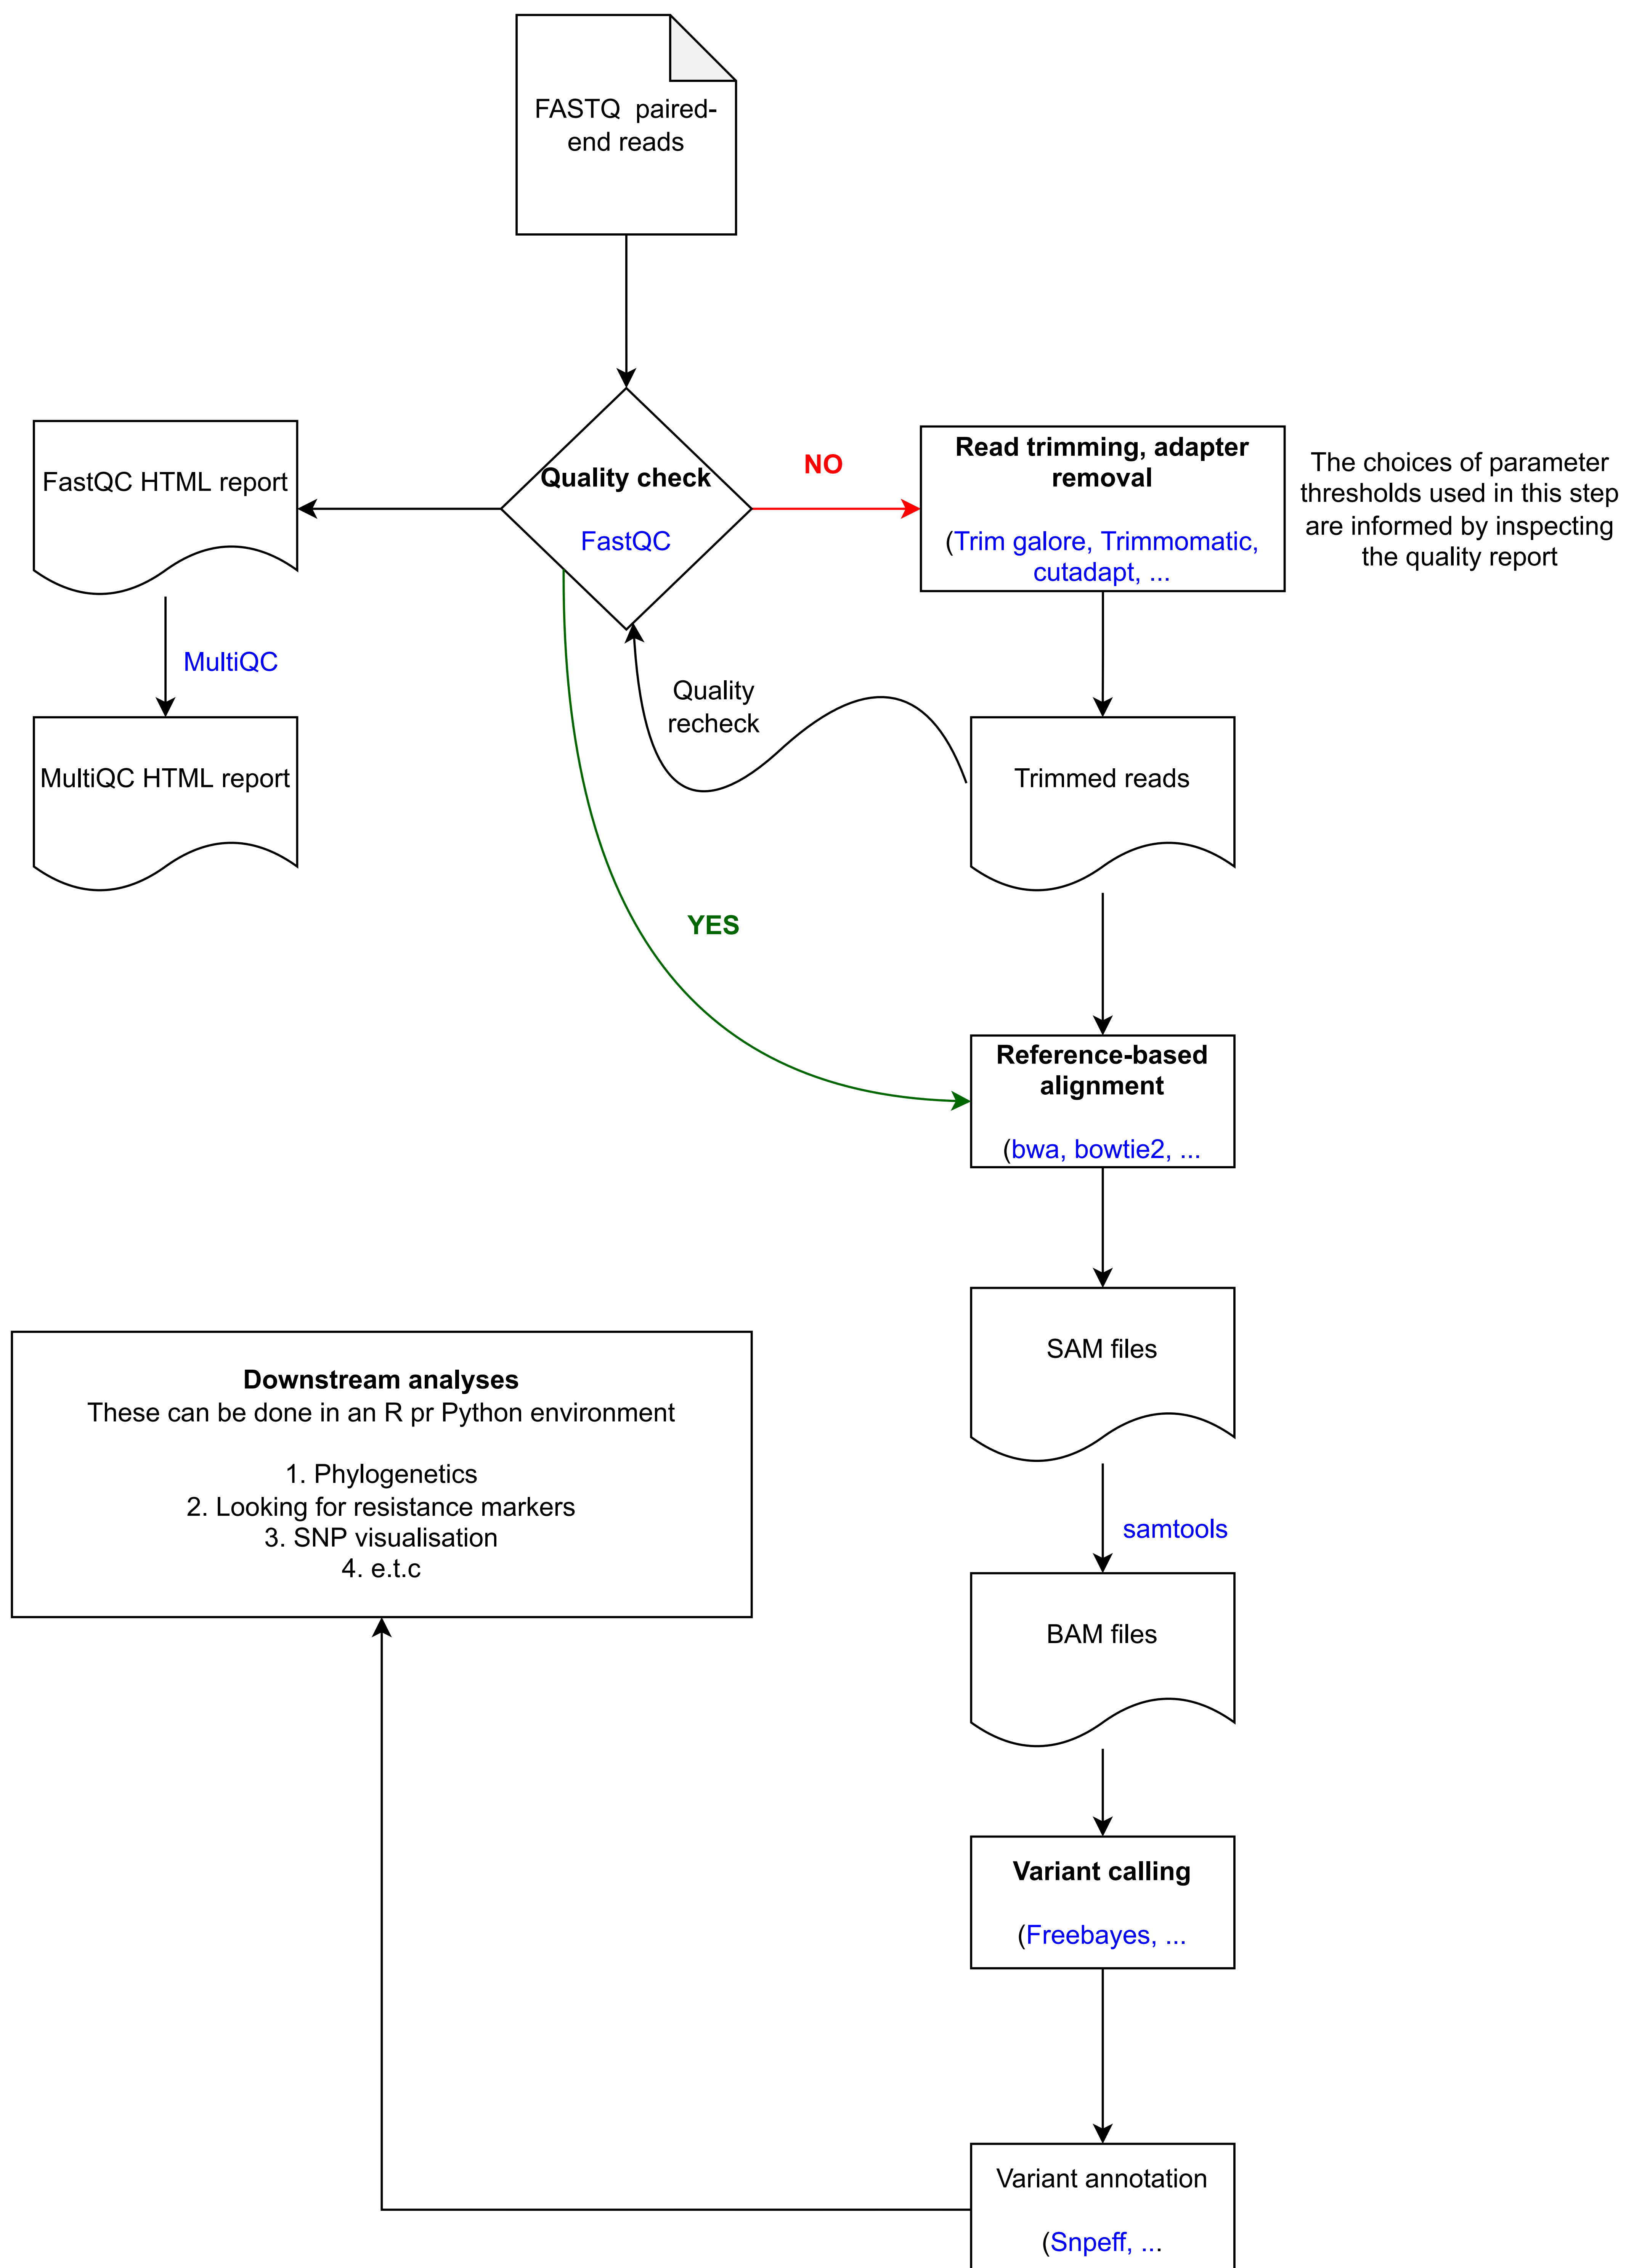 FASTQ  paired-
end reads
FastQC HTML report
Quality check
FastQC
NO
Read trimming, adapter
removal
(Trim galore, Trimmomatic,
cutadapt, ...
The choices of parameter
thresholds used in this step
are informed by inspecting
the quality report
MultiQC
MultiQC HTML report
Quality
recheck
Trimmed reads
YES
Reference-based
alignment
(bwa, bowtie2, ...
SAM files
Downstream analyses
These can be done in an R pr Python environment
1. Phylogenetics
2. Looking for resistance markers
3. SNP visualisation
4. e.t.c
samtools
BAM files
Variant calling
(Freebayes, ...
Variant annotation
(Snpeff, ...